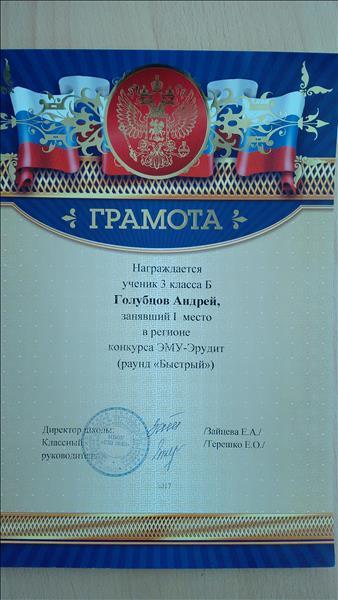 ГРАМОТА
Награждается
ученик 3 класса Б
Голубцов Андрей,
занявший I место
в регионе
конкурса ЭМУ-Эрудит
(раунд «Быстрый»)
Директор школы: /Зайцева Е.А./
Классный /Терешко Е.О./
руководитель
2017